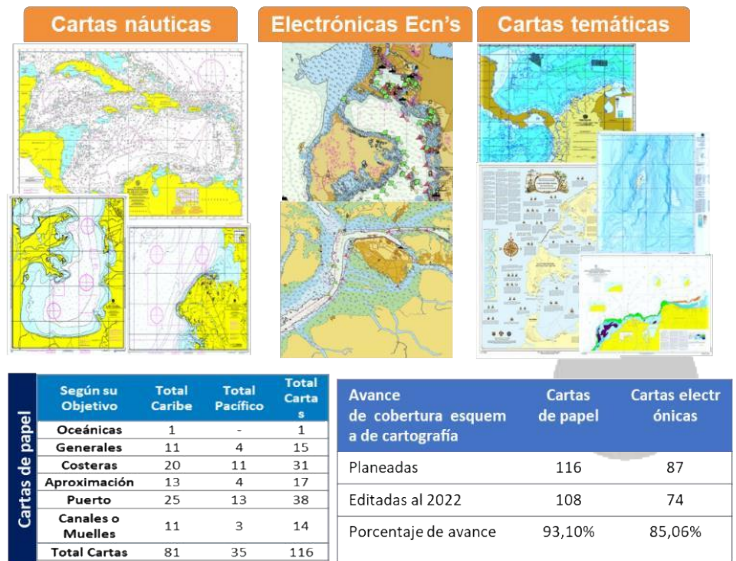 Cartas náuticas
Electrónicas Ecn's
Cartas temáticas
Cartas de papel
Según su Objetivo Total Caribe Total Pacífico Total Cartas
Oceánicas 1 - 1
Generales 11 4 15
Costeras 20 11 31
Aproximación 13 4 17
Puerto 25 13 38
Canales o Muelles 11 3 14
Total Cartas 81 35 116
Avance de cobertura esquem a de cartografía Cartas de papel Cartas electr ónicas
Planeadas 116 87
Editadas al 2022 108 74
Porcentaje de avance 93,10% 85,06%